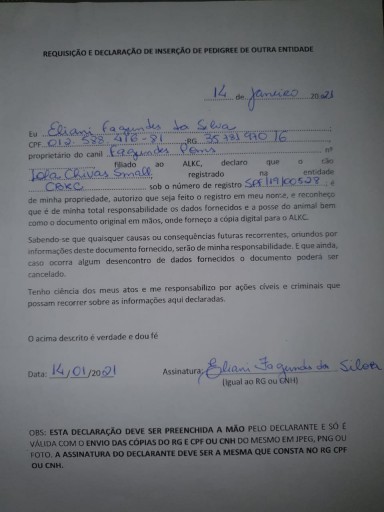 REQUISIÇÃO E DECLARAÇÃO DE INSERÇÃO DE PEDIGREE DE OUTRA ENTIDADE
14 de Janeiro 2021
Eu Eliani Fagundes da Silva
CPF 012 588 416-81 RG 35 771 970 16
proprietário do canil Fagundes Poms nº
filiado ao ALKC, declaro que o cão
Iola Chivas Small registrado na entidade
CBKC sob o número de registro SPF/19/00528, e
de minha propriedade, autorizo que seja feito o registro em meu nome, e reconheço
que é de minha total responsabilidade os dados fornecidos e a posse do animal bem
como o documento original em mãos, onde forneço a cópia digital para o ALKC.
Sabendo-se que quaisquer causas ou consequências futuras recorrentes, oriundos por
informações deste documento fornecido, serão de minha responsabilidade. E que ainda,
caso ocorra algum desencontro de dados fornecidos o documento poderá ser
cancelado.
Tenho ciência dos meus atos e me responsabilizo por ações civeis e criminais que
possam recorrer sobre as informações aqui declaradas.
O acima descrito é verdade e dou fé
Data: 14/01/2021 Assinatura: Eliani Fagundes da Silva
(Igual ao RG ou CNH)
OBS: ESTA DECLARAÇÃO DEVE SER PREENCHIDA A MÃO PELO DECLARANTE E SÓ É
VÁLIDA COM O ENVIO DAS CÓPIAS DO RG E CPF OU CNH DO MESMO EM JPEG, PNG OU
FOTO. A ASSINATURA DO DECLARANTE DEVE SER A MESMA QUE CONSTA NO RG CPF
OU CNH.